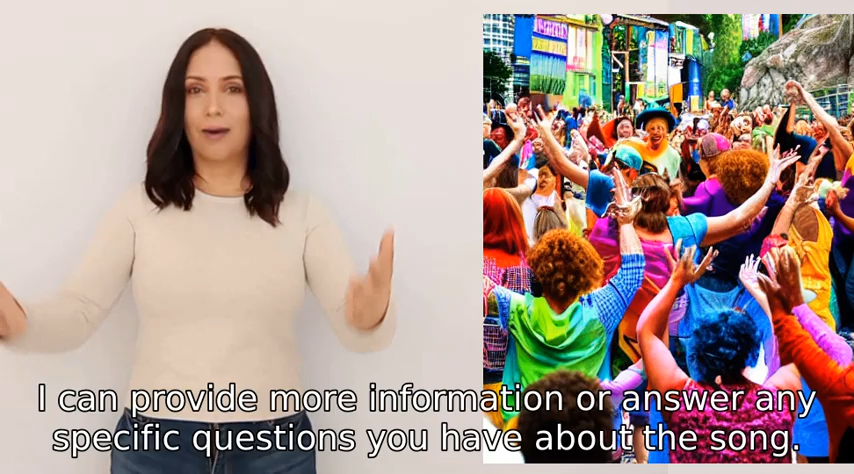 I can provide more information or answer any
specific questions you have about the song.